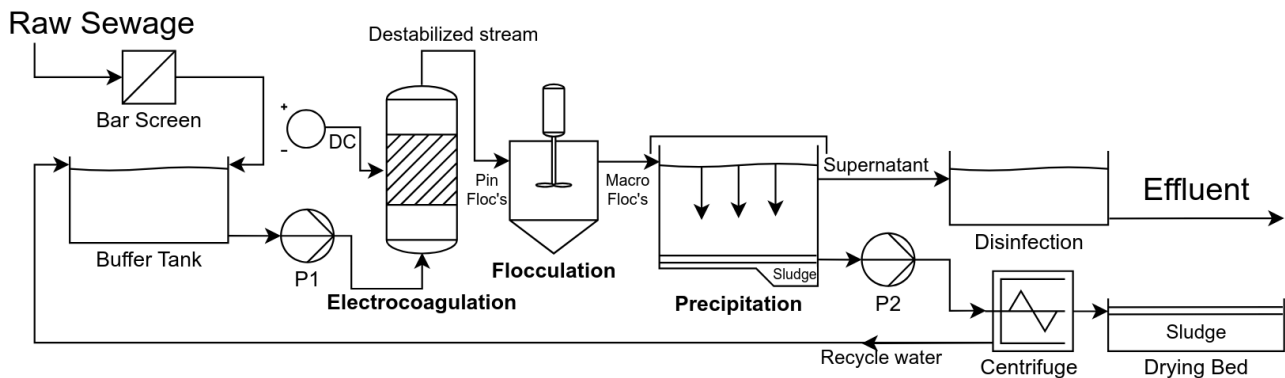 Raw Sewage
Bar Screen
Buffer Tank
P1
+
-
DC
Electrocoagulation
Destabilized stream
Pin
Floc's
Flocculation
Macro
Floc's
Precipitation
Sludge
Supernatant
P2
Disinfection
Effluent
Centrifuge
Sludge
Drying Bed
Recycle water